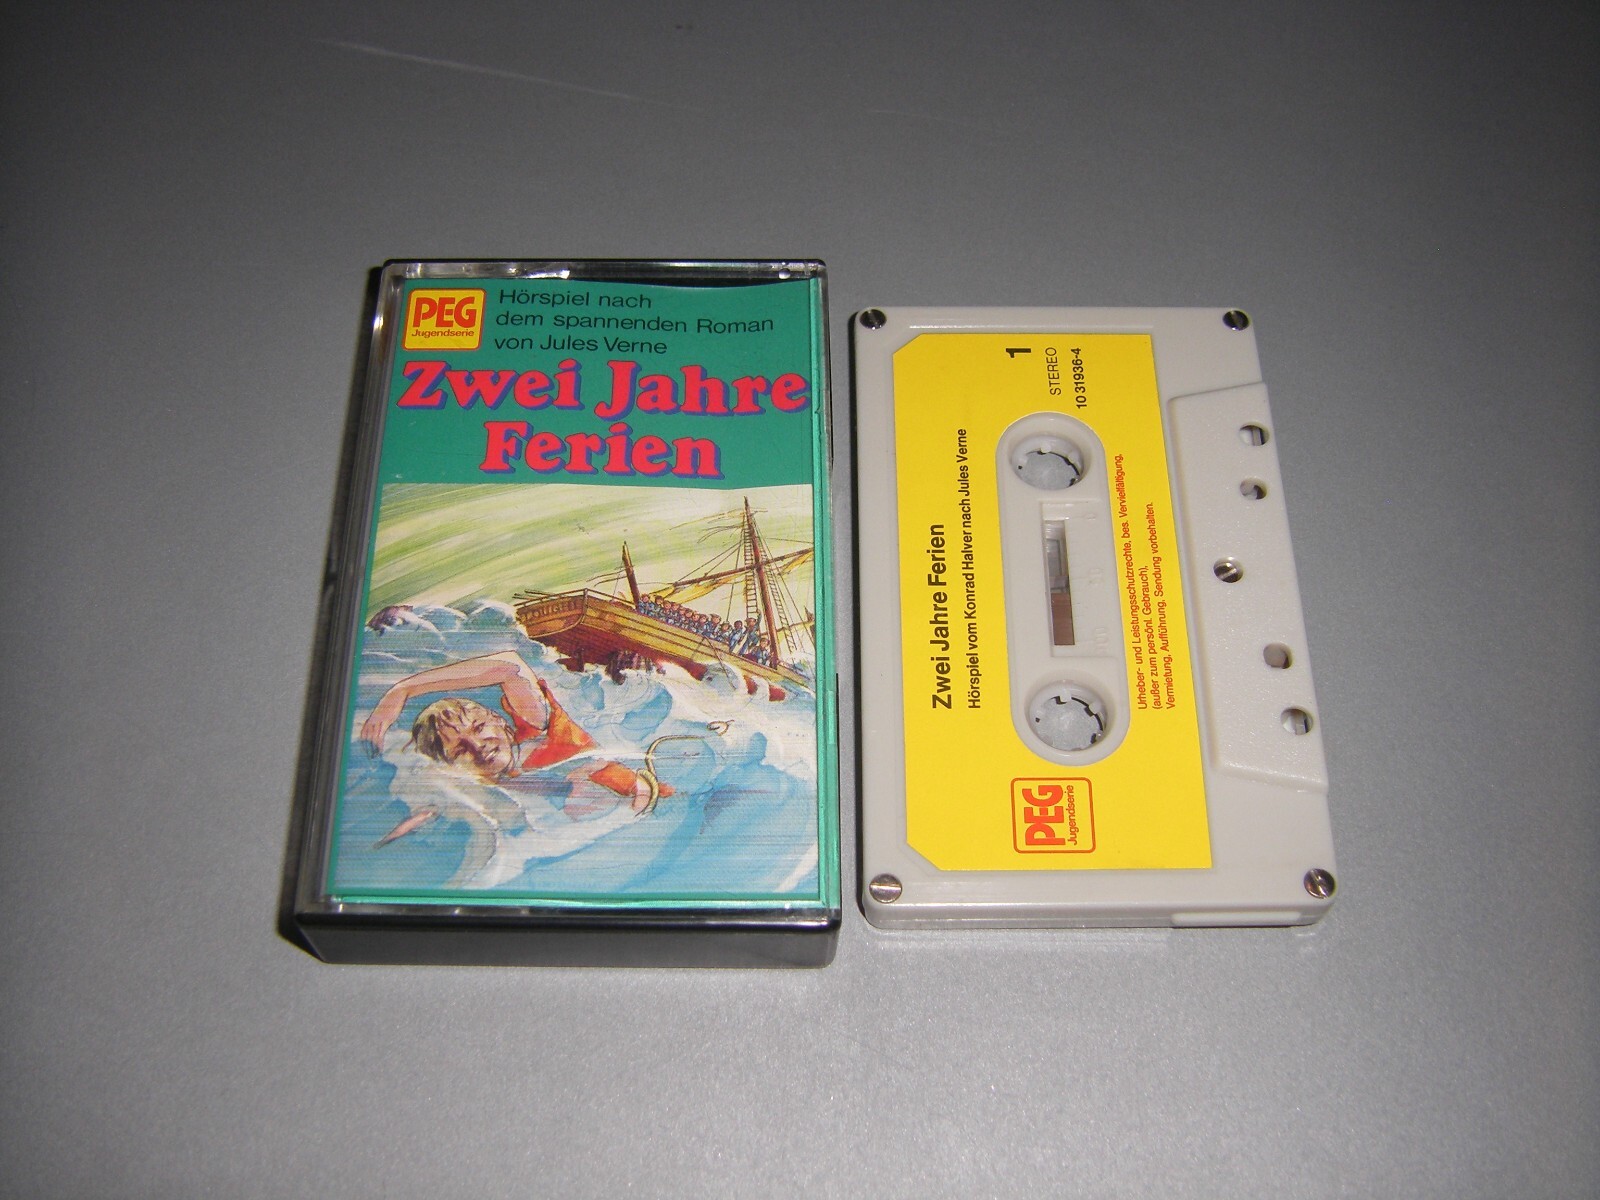 PEG
Jugendserie
Hörspiel nach
dem spannenden Roman
von Jules Verne
Zwei Jahre
Ferien
1
STEREO
10 31936-4
Zwei Jahre Ferien
Hörspiel vom Konrad Halver nach Jules Verne
Urheber- und Leistungsschutzrechte, bes. Vervielfältigung,
(außer zum persönl. Gebrauch),
Vermietung, Aufführung, Sendung vorbehalten.
PEG
Jugendserie